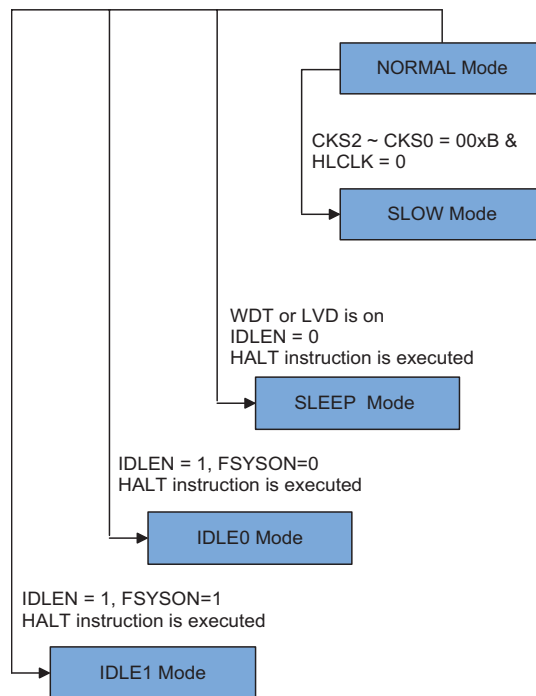 NORMAL Mode
CKS2 ~ CKS0 = 00xB &
HLCLK = 0
SLOW Mode
WDT or LVD is on
IDLEN = 0
HALT instruction is executed
SLEEP Mode
IDLEN = 1, FSYSON=0
HALT instruction is executed
IDLE0 Mode
IDLEN = 1, FSYSON=1
HALT instruction is executed
IDLE1 Mode